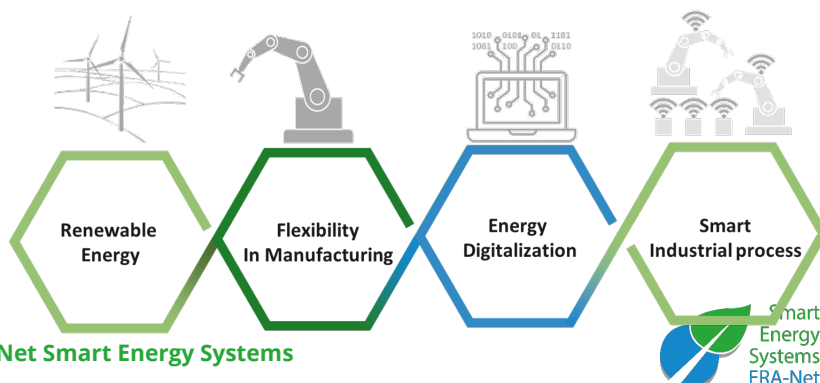 1010 0101 01 1101
1001 100 0110
Renewable
Energy
Flexibility
In Manufacturing
Energy
Digitalization
Smart
Industrial process
Net Smart Energy Systems
Smart
Energy
Systems
ERA-Net